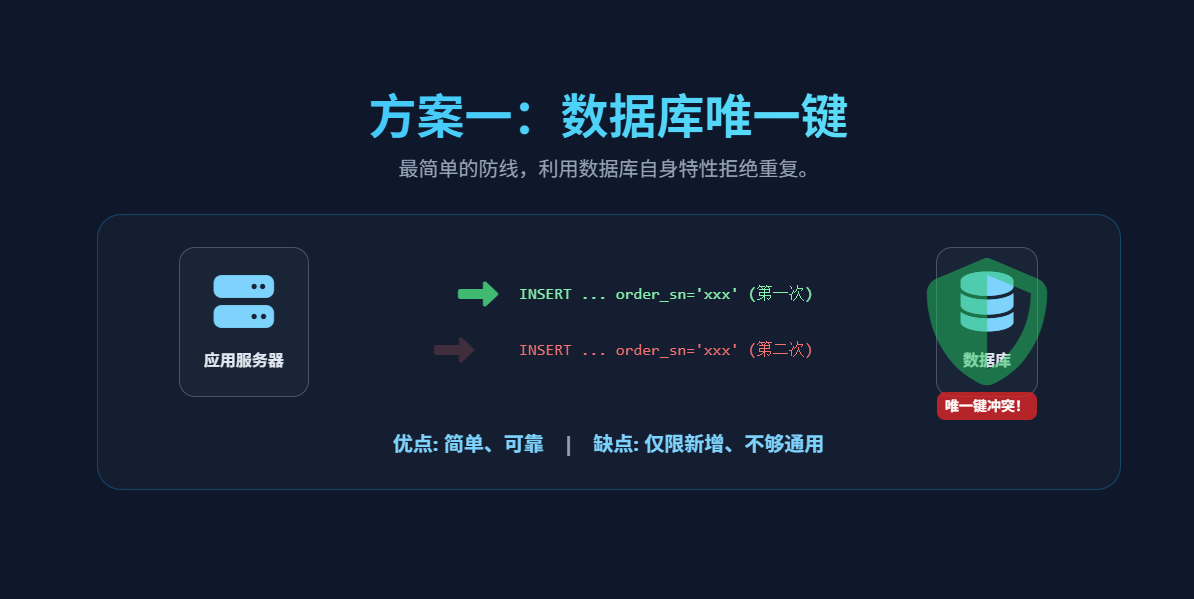 方案一：数据库唯一键
最简单的防线，利用数据库自身特性拒绝重复。
INSERT ... order_sn='xxx' (第一次)
INSERT ... order_sn='xxx' (第二次)
应用服务器
数据库
唯一键冲突!
优点: 简单、可靠 | 缺点: 仅限新增、不够通用